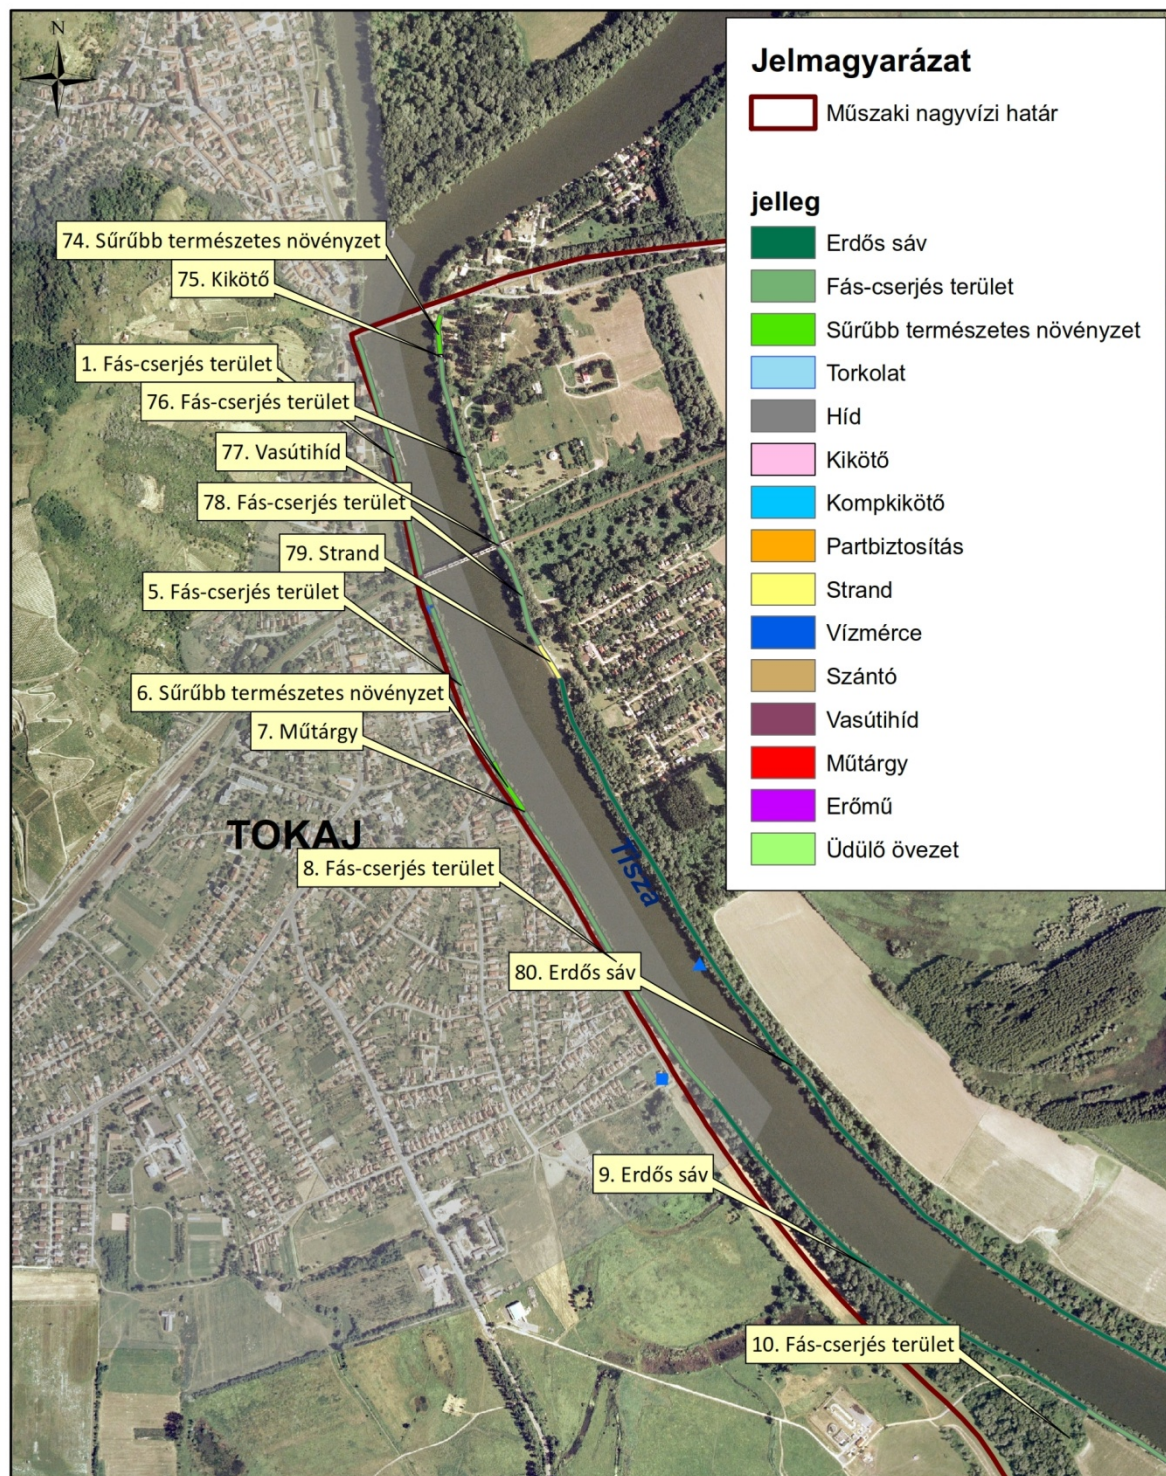 N
Jelmagyarázat
Műszaki nagyvízi határ
jelleg
Erdős sáv
Fás-cserjés terület
Sűrűbb természetes növényzet
Torkolat
Híd
Kikötő
Kompkikötő
Partbiztosítás
Strand
Vízmérce
Szántó
Vasútihíd
Műtárgy
Erőmű
Üdülő övezet
74. Sűrűbb természetes növényzet
75. Kikötő
1. Fás-cserjés terület
76. Fás-cserjés terület
77. Vasútihíd
78. Fás-cserjés terület
79. Strand
5. Fás-cserjés terület
6. Sűrűbb természetes növényzet
7. Műtárgy
TOKAJ
Tisza
8. Fás-cserjés terület
80. Erdős sáv
9. Erdős sáv
10. Fás-cserjés terület